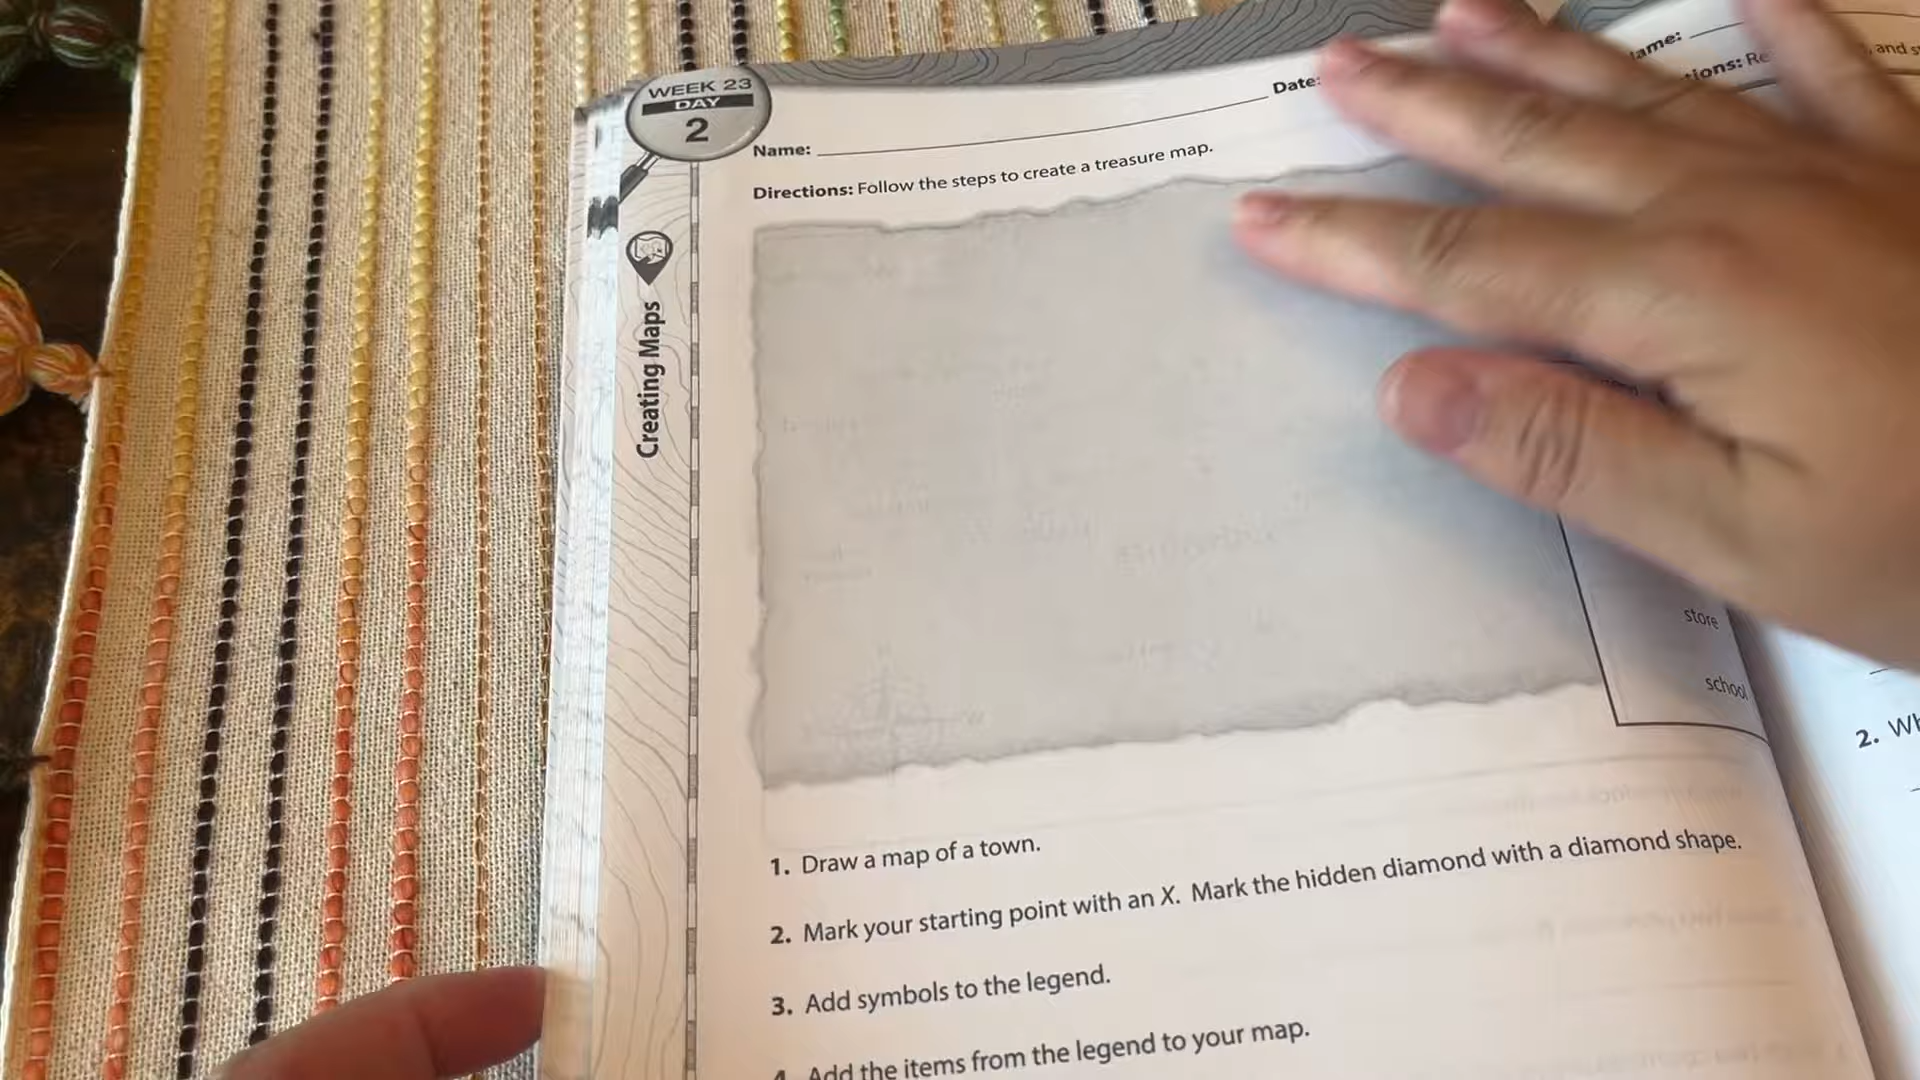 WEEK 23
DAY
2
Name:
Date:
Directions: Follow the steps to create a treasure map.
Creating Maps
store
school
1. Draw a map of a town.
2. Mark your starting point with an X. Mark the hidden diamond with a diamond shape.
3. Add symbols to the legend.
4. Add the items from the legend to your map.
2.